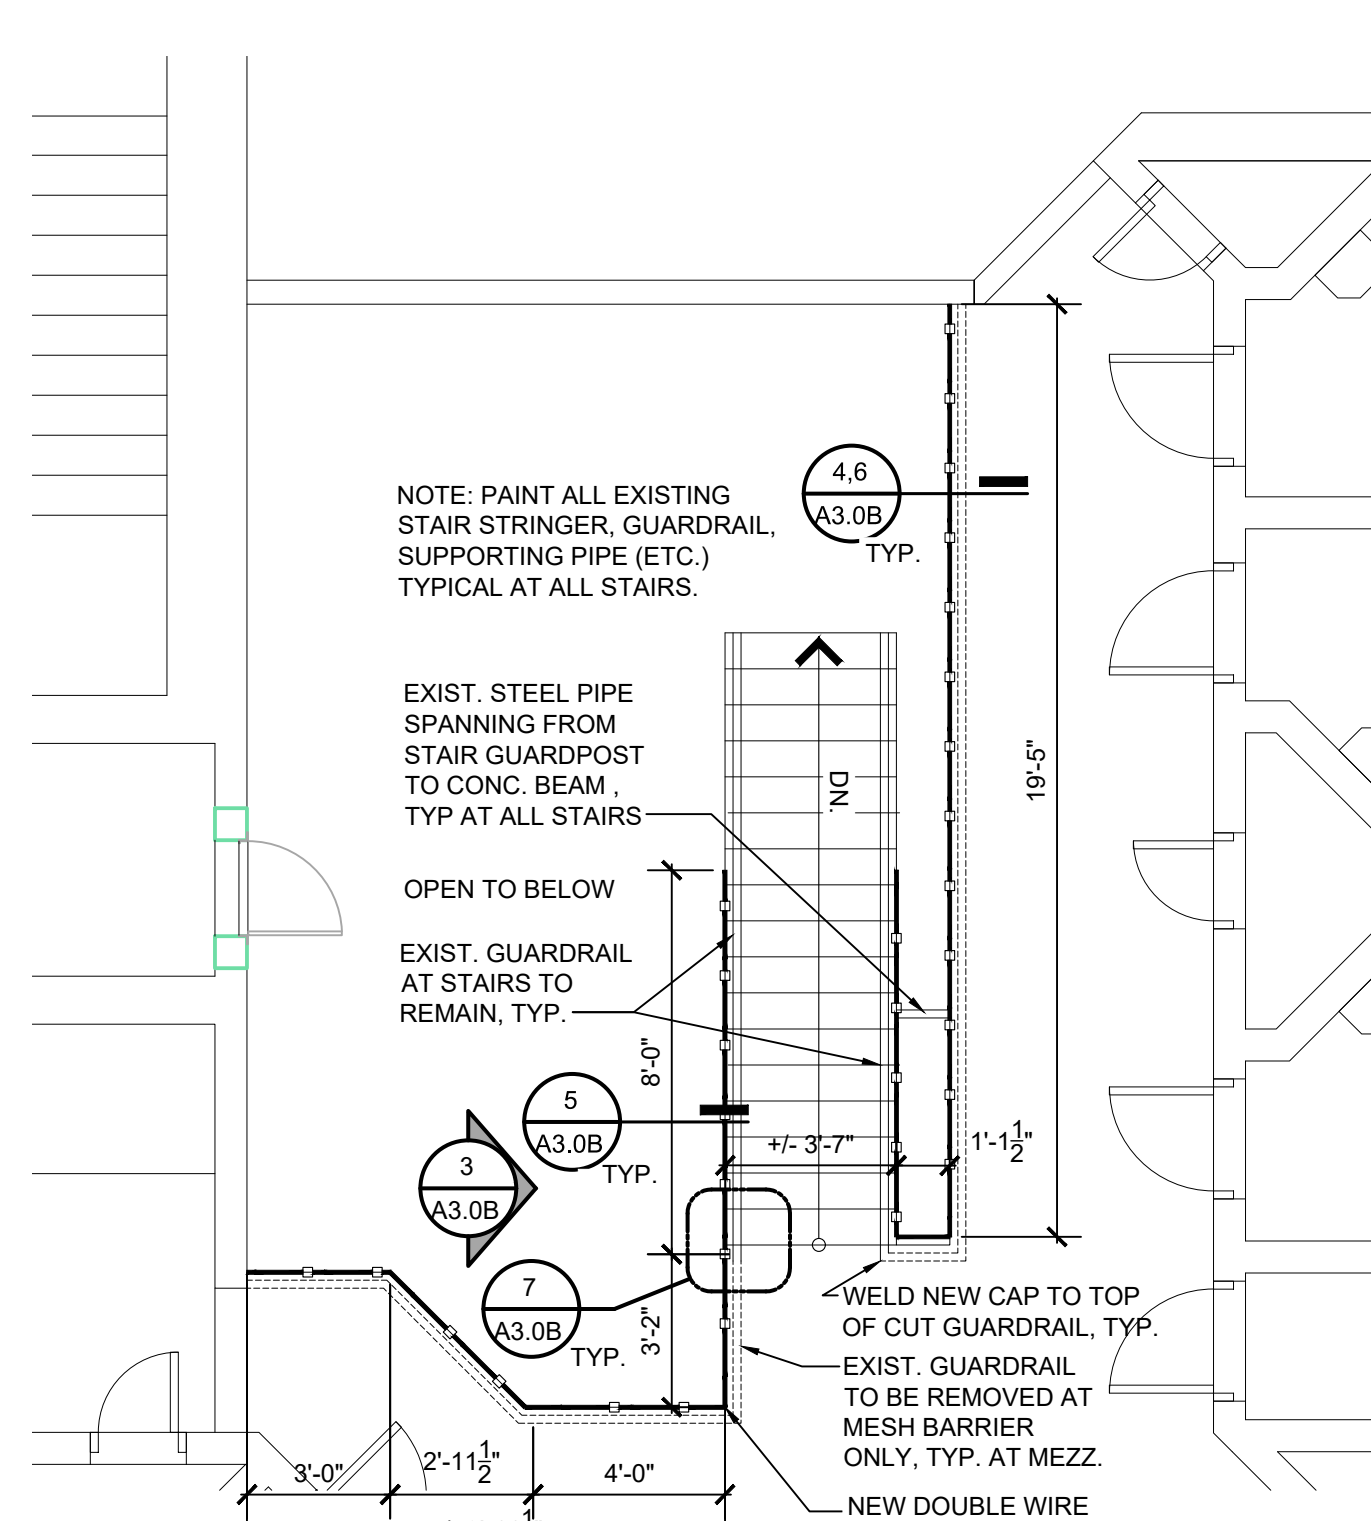 4,6
A3.0B
TYP.
NOTE: PAINT ALL EXISTING
STAIR STRINGER, GUARDRAIL,
SUPPORTING PIPE (ETC.)
TYPICAL AT ALL STAIRS.
EXIST. STEEL PIPE
SPANNING FROM
STAIR GUARDPOST
TO CONC. BEAM ,
TYP AT ALL STAIRS
DN.
19'-5"
OPEN TO BELOW
EXIST. GUARDRAIL
AT STAIRS TO
REMAIN, TYP.
8'-0"
5
A3.0B
TYP.
+/- 3'-7"
1'-1 1/2"
3
A3.0B
7
A3.0B
TYP.
3'-2"
WELD NEW CAP TO TOP
OF CUT GUARDRAIL, TYP.
EXIST. GUARDRAIL
TO BE REMOVED AT
MESH BARRIER
ONLY, TYP. AT MEZZ.
3'-0"
2'-11 1/2"
4'-0"
NEW DOUBLE WIRE